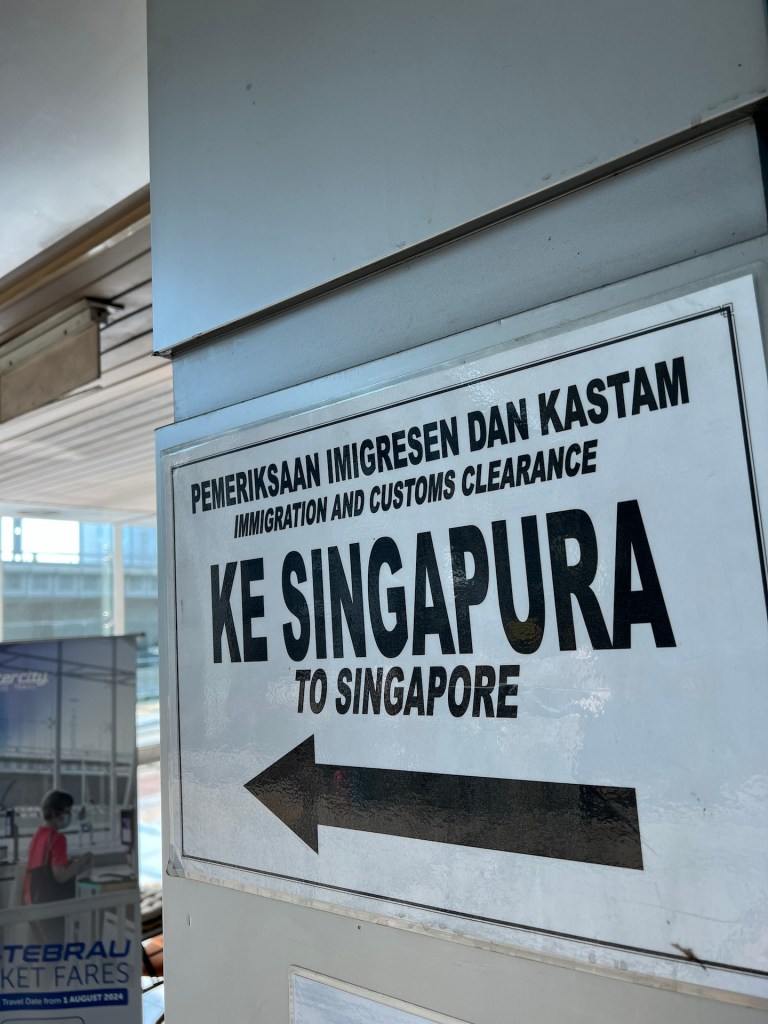 PEMERIKSAAN IMIGRESEN DAN KASTAM
IMMIGRATION AND CUSTOMS CLEARANCE
KE SINGAPURA
TO SINGAPORE
tercity
TEBRAU
KET FARES
Travel Date from 1 AUGUST 2024